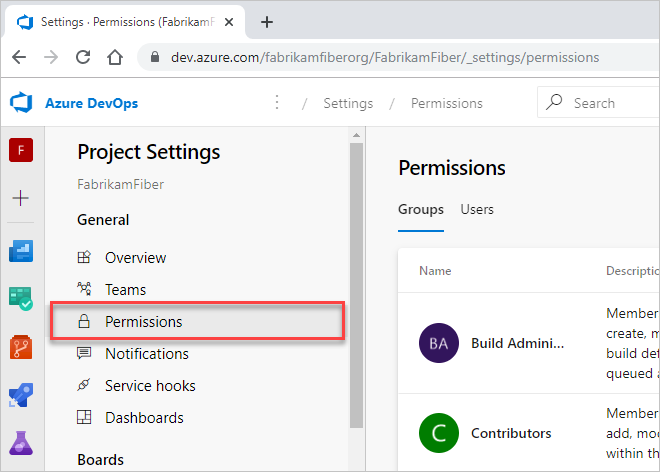 Settings · Permissions (Fabrikam
dev.azure.com/fabrikamfiberorg/FabrikamFiber/_settings/permissions
Azure DevOps / Settings / Permissions Search
F
Project Settings
FabrikamFiber
General
Overview
Teams
Permissions
Notifications
Service hooks
Dashboards
Boards
Permissions
Groups Users
Name Descriptio
BA Build Admini... Member
create, m
build def
queued a
C Contributors Member
add, mod
within th